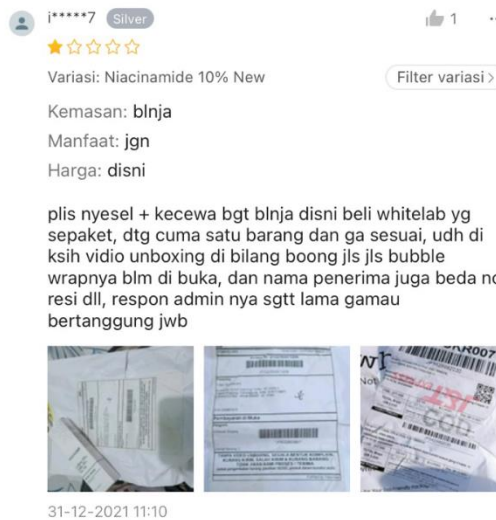 i*****7 Silver 1
Variasi: Niacinamide 10% New Filter variasi >
Kemasan: blnja
Manfaat: jgn
Harga: disni
plis nyesel + kecewa bgt blnja disni beli whitelab yg
sepaket, dtg cuma satu barang dan ga sesuai, udh di
ksih vidio unboxing di bilang boong jls jls bubble
wrapnya blm di buka, dan nama penerima juga beda no
resi dll, respon admin nya sgtt lama gamau
bertanggung jwb
31-12-2021 11:10